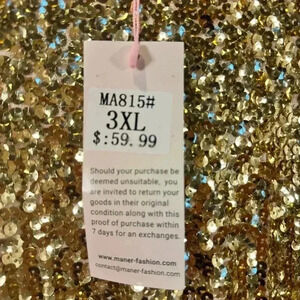 MA815#
3XL
$:59.99
Should your purchase be
deemed unsuitable, you
are invited to return your
goods in their original
condition along with this
proof of purchase within
7 days for an exchanges.
www.maner-fashion.com
contact@maner-fashion.com